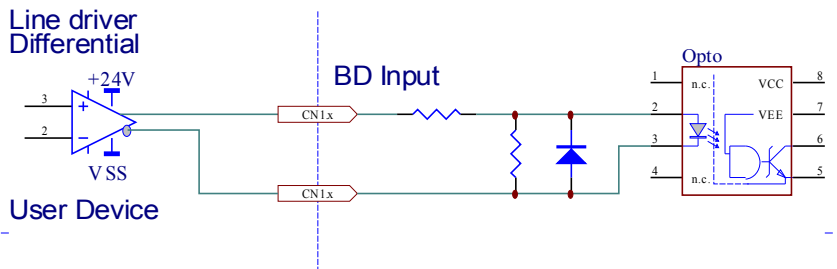 Line driver
Differential
+24V
3
+
2
−
VSS
User Device
BD Input
CN1x
CN1x
Opto
1
n.c.
VCC
8
2
VEE
7
3
6
4
n.c.
5